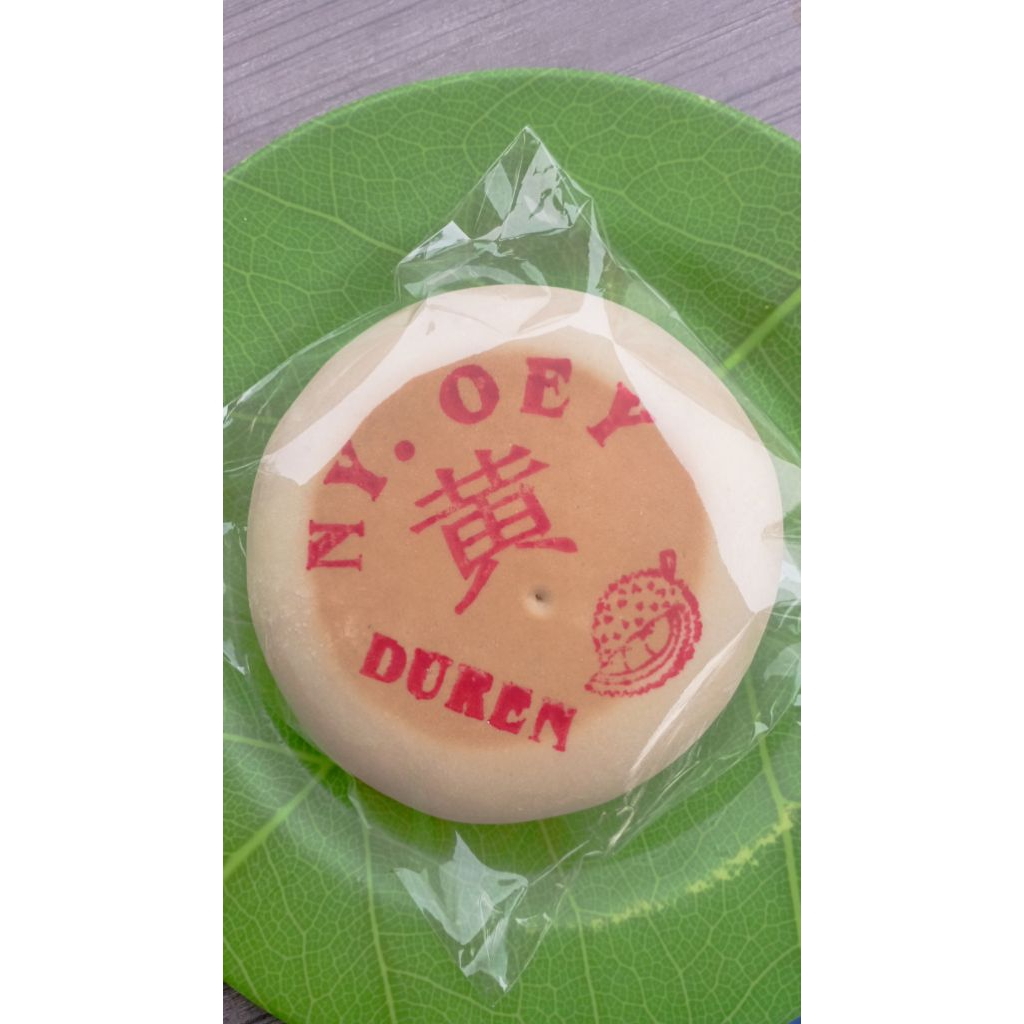 NY. OEY
黄
DUREN